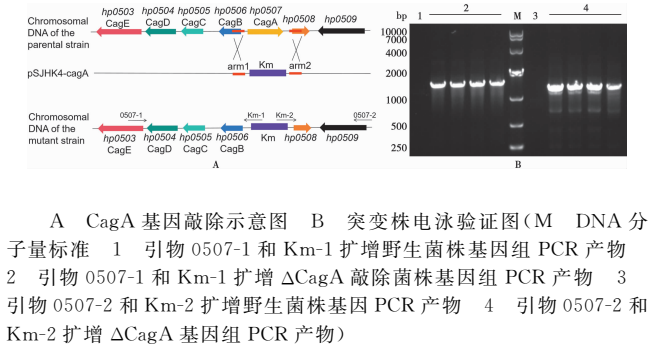 hp0503 hp0504 hp0505 hp0506 hp0507 hp0508 hp0509
Chromosomal CagE CagD CagC CagB CagA
DNA of the
parental strain
arm1 Km arm2
pSJHK4-cagA
0507-1 Km-1 Km-2 0507-2
Chromosomal
DNA of the
mutant strain
hp0503 hp0504 hp0505 hp0506 Km hp0508 hp0509
CagE CagD CagC CagB
A
bp 1 2 M 3 4
10000
7000
4000
2000
1000
500
250
B
A CagA 基因敲除示意图 B 突变株电泳验证图(M DNA 分
子量标准 1 引物 0507-1 和 Km-1 扩增野生菌株基因组 PCR 产物
2 引物 0507-1 和 Km-1 扩增 ΔCagA 敲除菌株基因组 PCR 产物 3
引物 0507-2 和 Km-2 扩增野生菌株基因 PCR 产物 4 引物 0507-2 和
Km-2 扩增 ΔCagA 基因组 PCR 产物)